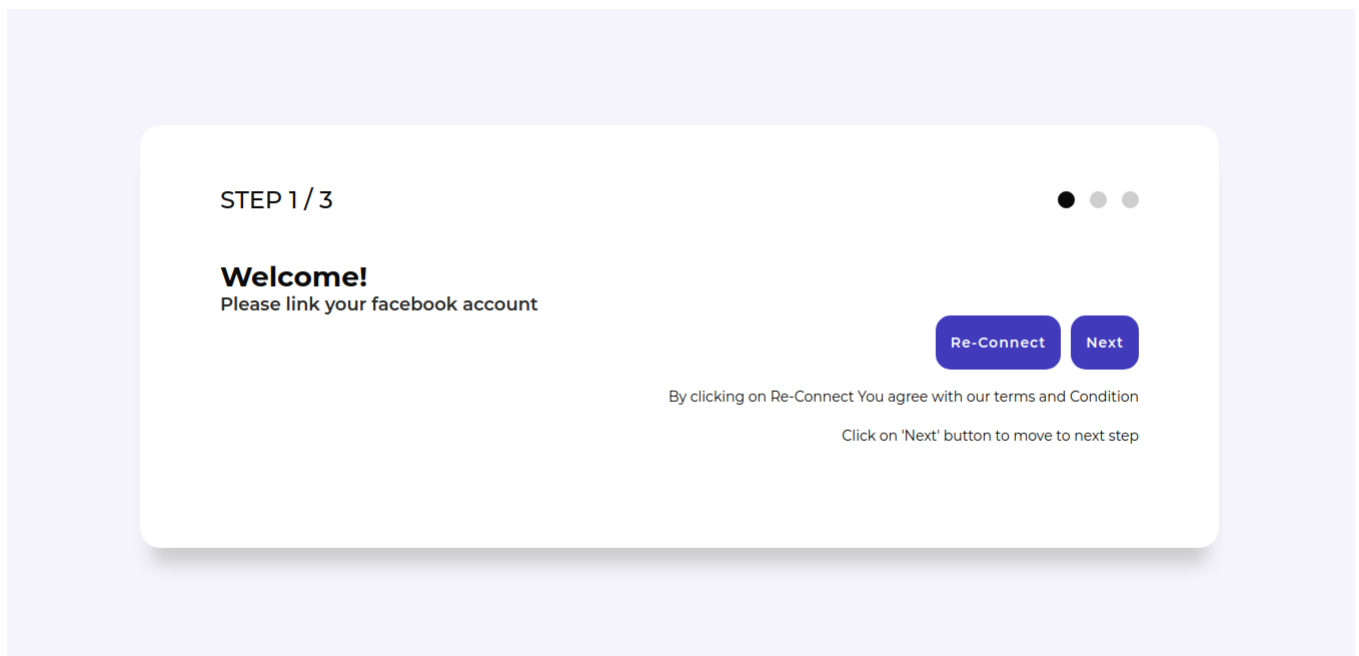 STEP 1 / 3
Welcome!
Please link your facebook account
Re-Connect
Next
By clicking on Re-Connect You agree with our terms and Condition
Click on 'Next' button to move to next step